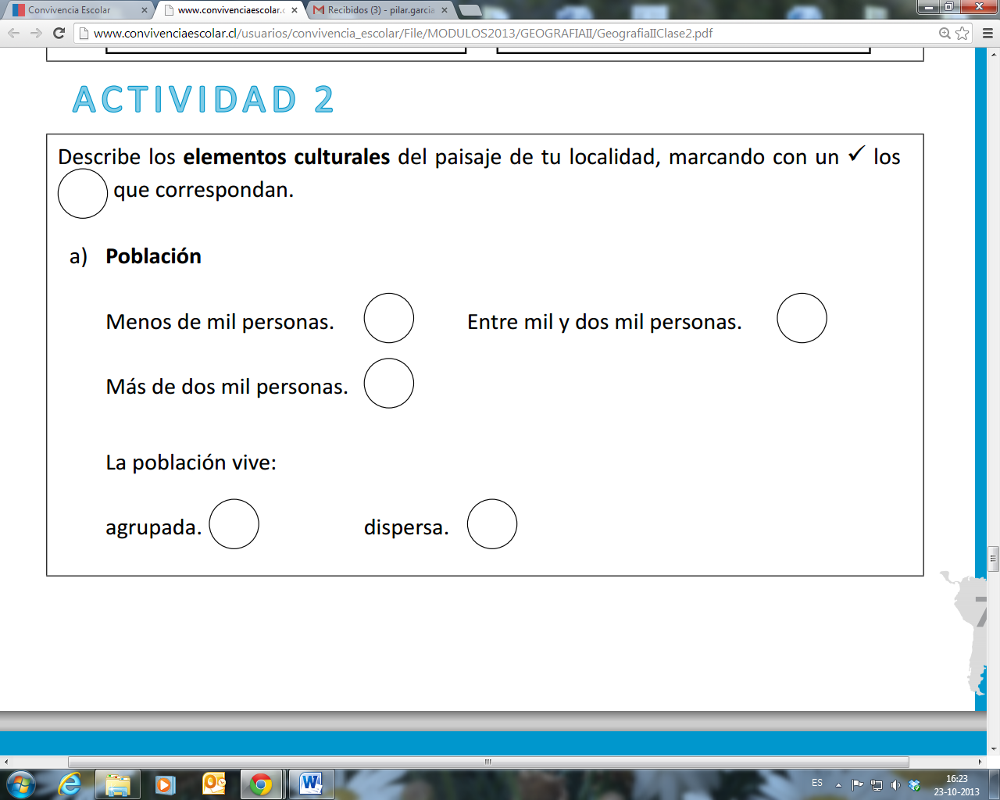 Convivencia Escolar
www.convivenciaescolar.c
Recibidos (3) - pilar.garcia
www.convivenciaescolar.cl/usuarios/convivencia_escolar/File/MODULOS2013/GEOGRAFIAII/GeografiaIIClase2.pdf
ACTIVIDAD 2
Describe los elementos culturales del paisaje de tu localidad, marcando con un ✓ los
que correspondan.
a) Población
Menos de mil personas. Entre mil y dos mil personas.
Más de dos mil personas.
La población vive:
agrupada. dispersa.
7
ES
16:23
23-10-2013